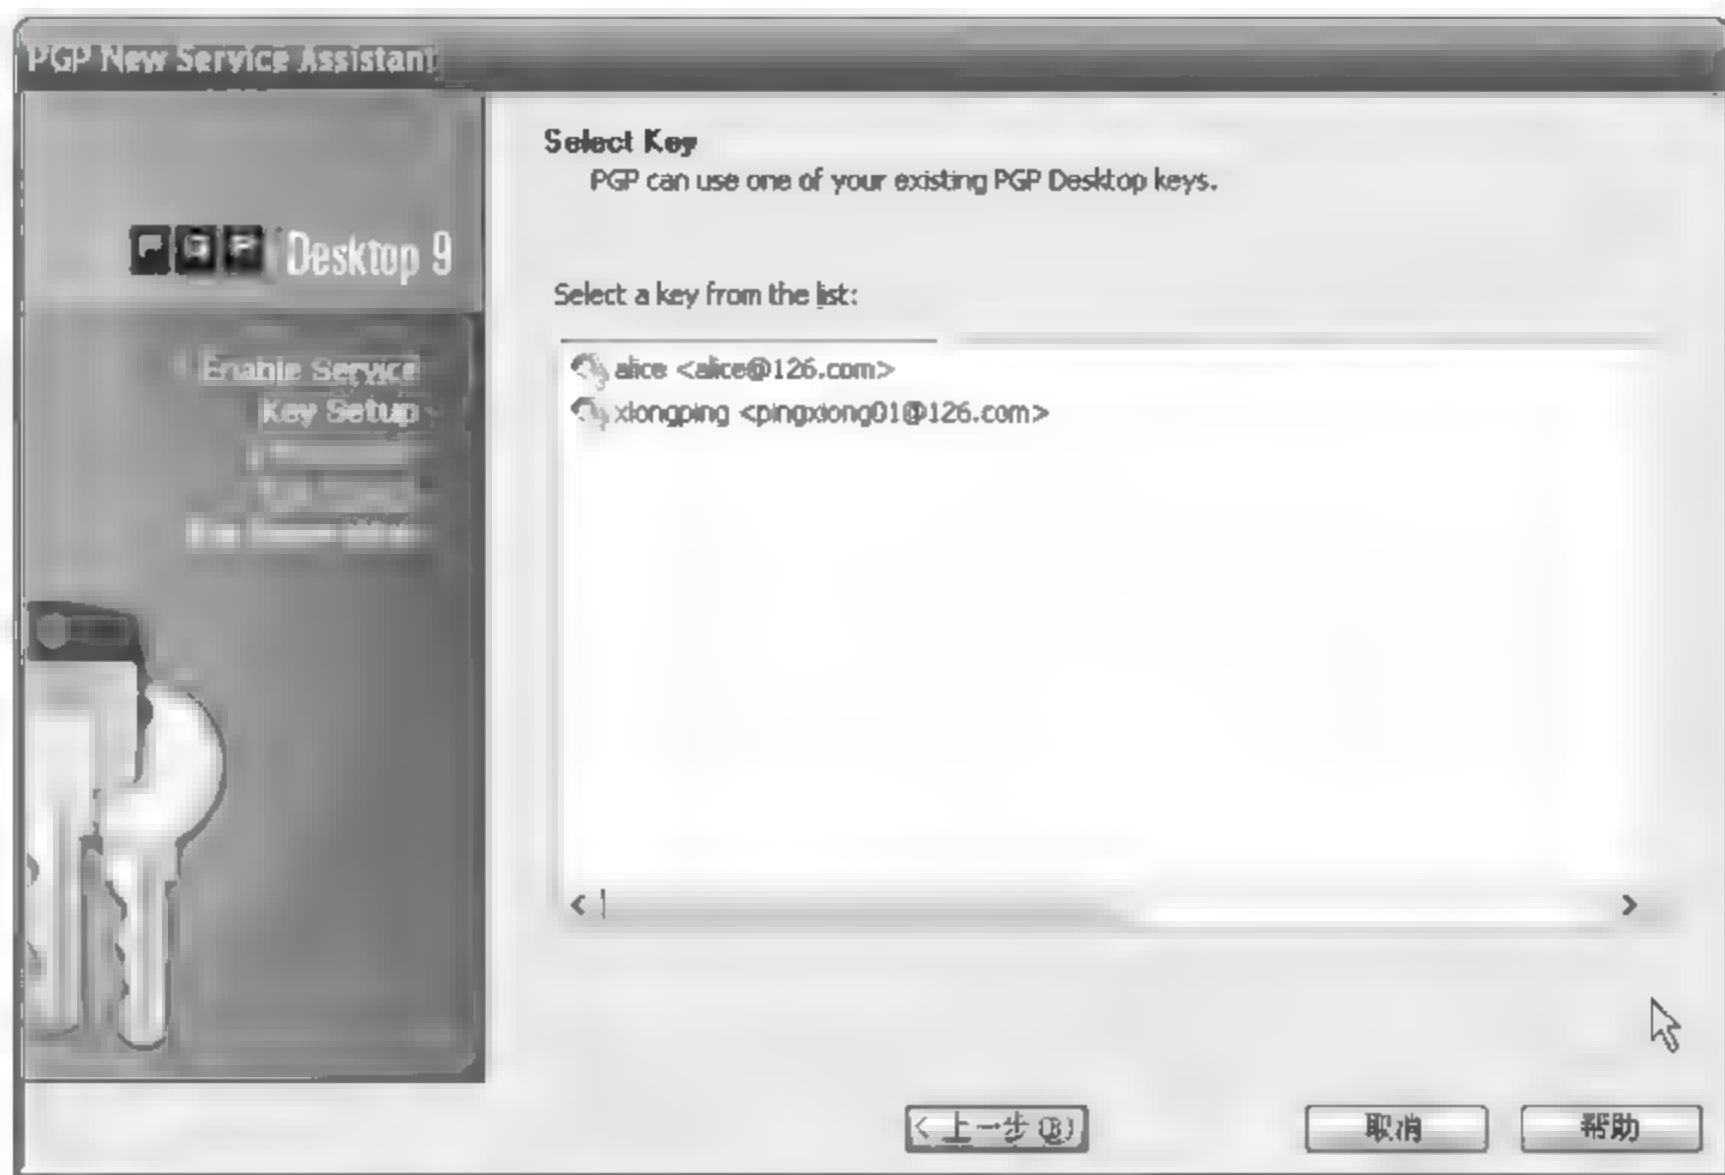 PGP New Service Assistant
Select Key
PGP can use one of your existing PGP Desktop keys.
PGP Desktop 9
Select a key from the list:
Enable Service
Key Setup
alice <alice@126.com>
xiongping <pingxiong01@126.com>
< 上一步(B)
取消
帮助